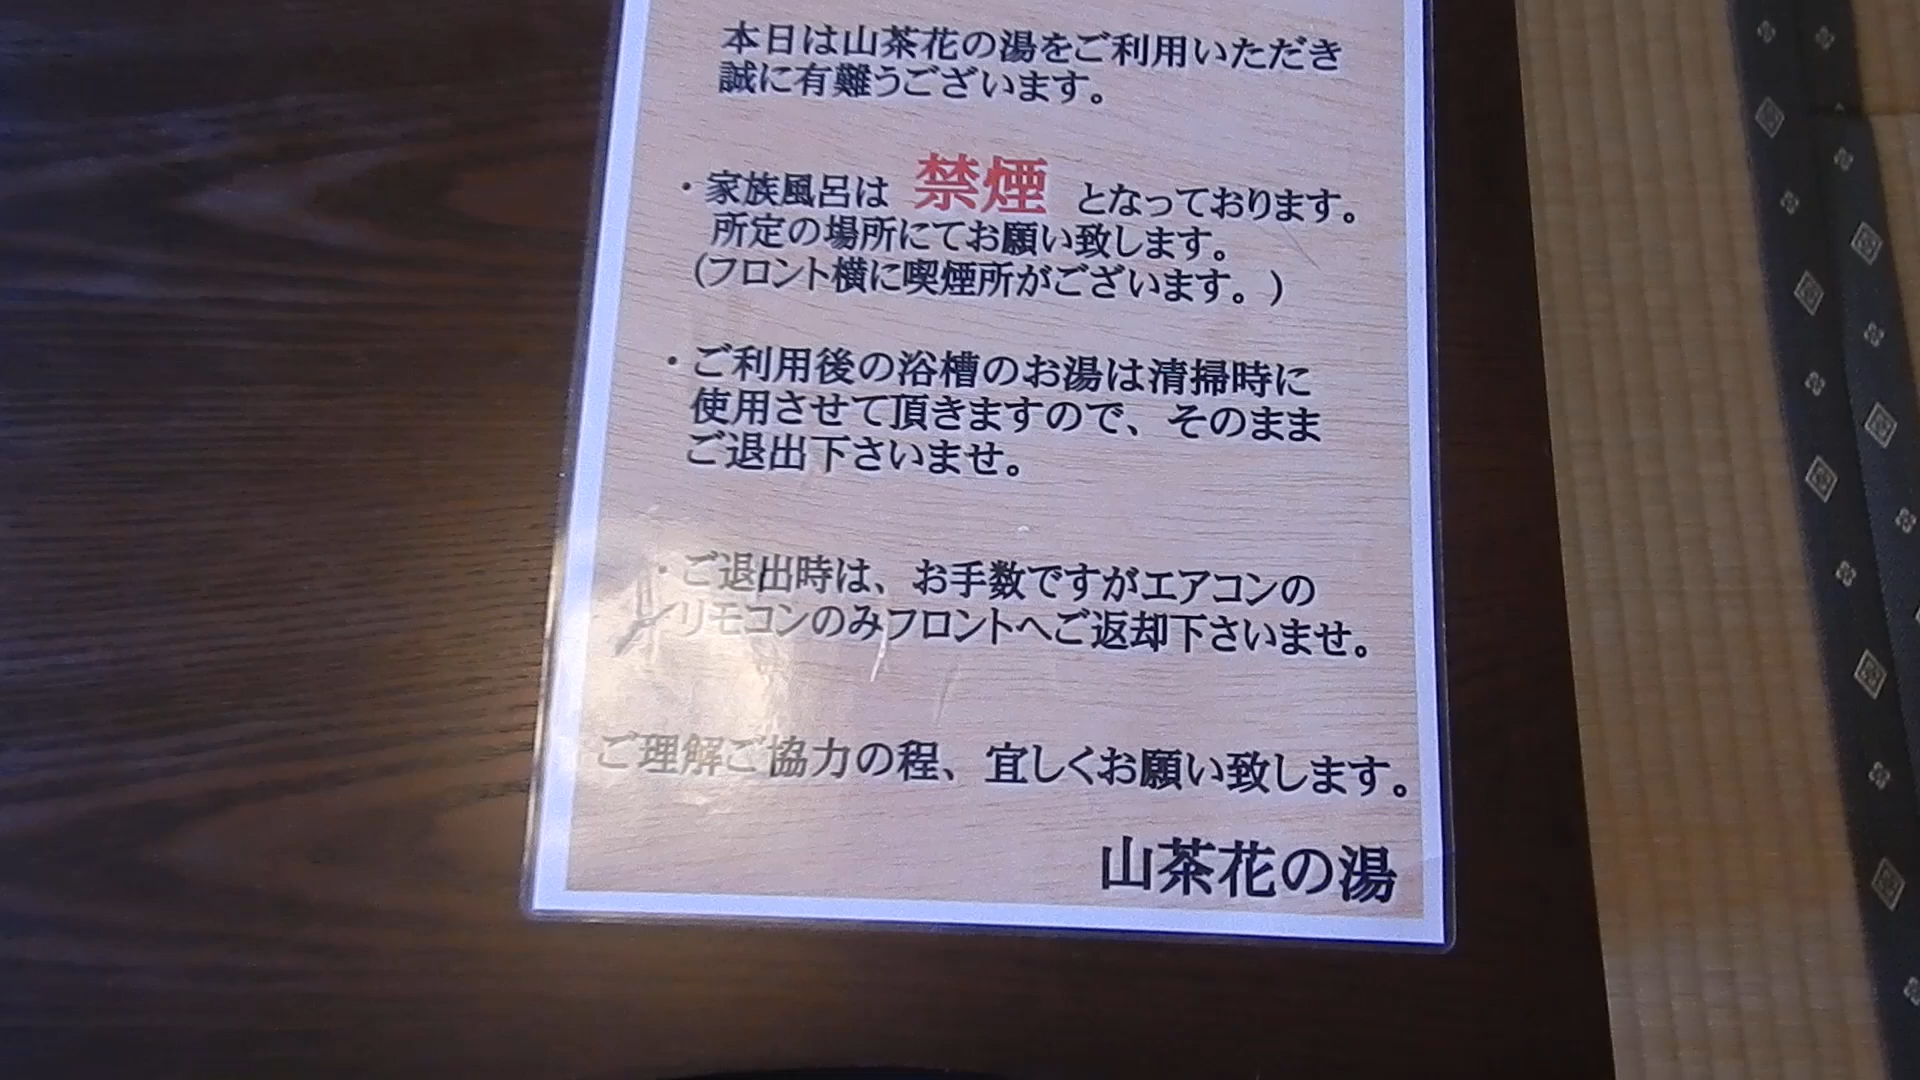 本日は山茶花の湯をご利用いただき
誠に有難うございます。
・家族風呂は 禁煙 となっております。
所定の場所にてお願い致します。
(フロント横に喫煙所がございます。)
・ご利用後の浴槽のお湯は清掃時に
使用させて頂きますので、そのまま
ご退出下さいませ。
・ご退出時は、お手数ですがエアコンの
リモコンのみフロントへご返却下さいませ。
ご理解ご協力の程、宜しくお願い致します。
山茶花の湯